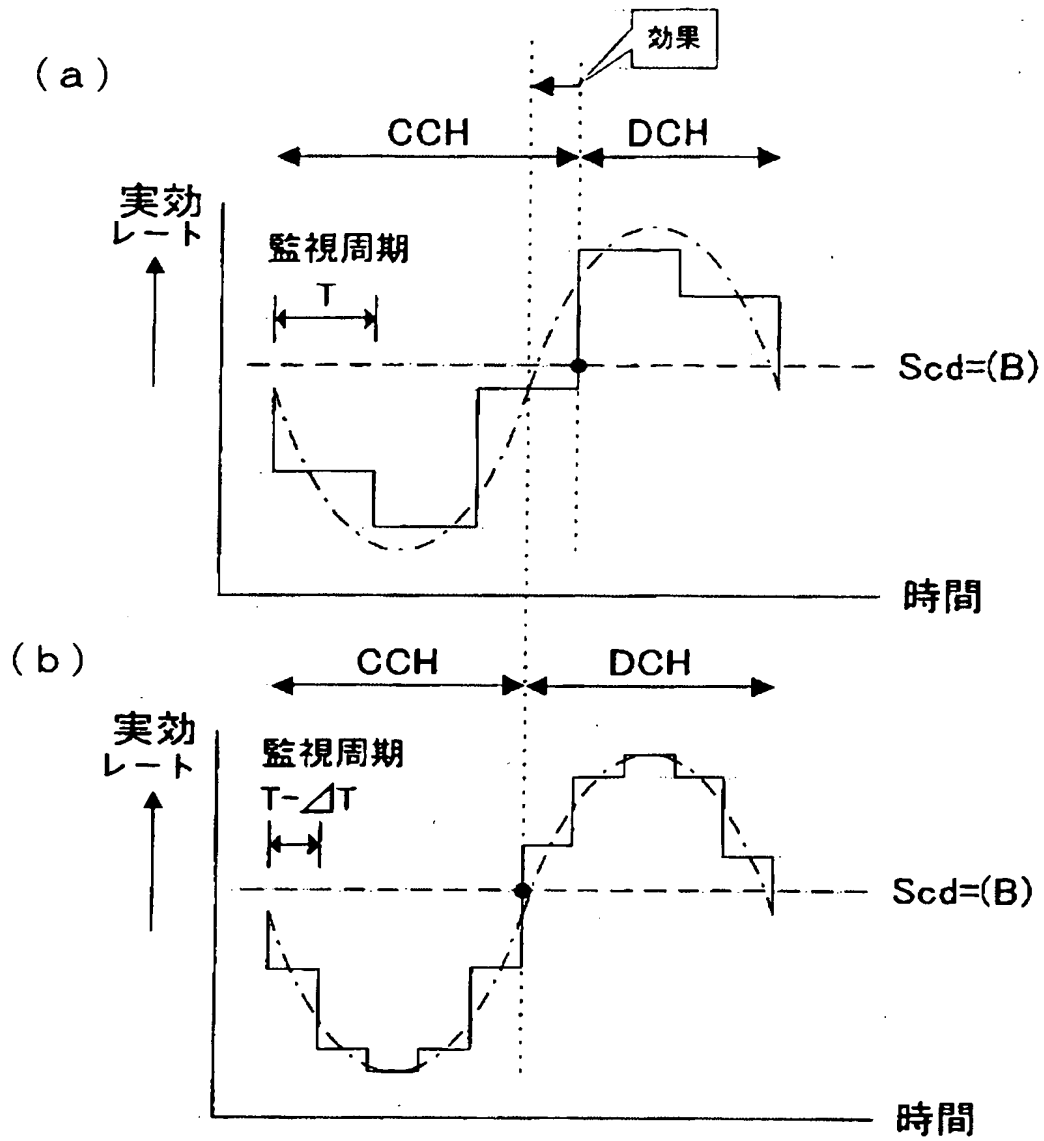 効果
(a)
CCH
DCH
実効
レート
監視周期
T
Scd=(B)
時間
(b)
CCH
DCH
実効
レート
監視周期
T-⊿T
Scd=(B)
時間